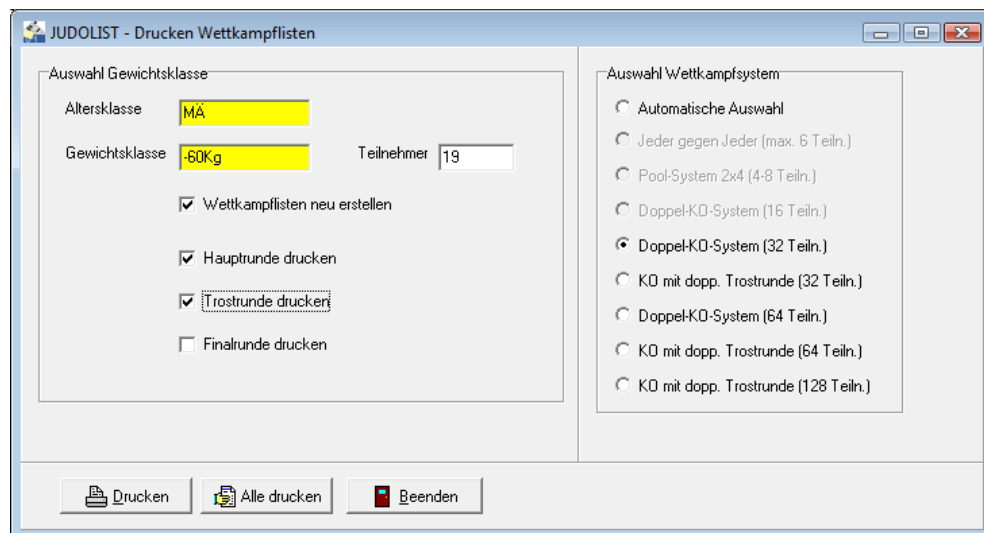 JUDOLIST - Drucken Wettkampflisten
Auswahl Gewichtsklasse
Altersklasse MÄ
Gewichtsklasse -60Kg Teilnehmer 19
Wettkampflisten neu erstellen
Hauptrunde drucken
Trostrunde drucken
Finalrunde drucken
Auswahl Wettkampfsystem
Automatische Auswahl
Jeder gegen Jeder (max. 6 Teiln.)
Pool-System 2x4 (4-8 Teiln.)
Doppel-KO-System (16 Teiln.)
Doppel-KO-System (32 Teiln.)
KO mit dopp. Trostrunde (32 Teiln.)
Doppel-KO-System (64 Teiln.)
KO mit dopp. Trostrunde (64 Teiln.)
KO mit dopp. Trostrunde (128 Teiln.)
Drucken Alle drucken Beenden